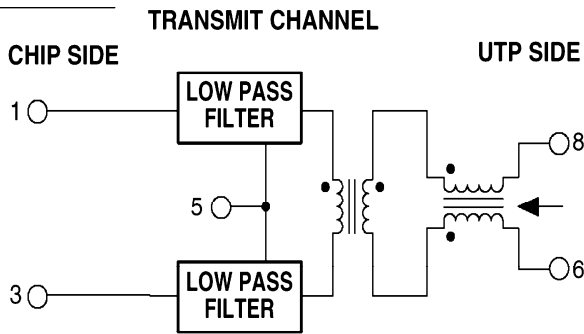 TRANSMIT CHANNEL
CHIP SIDE
UTP SIDE
1
LOW PASS
FILTER
8
5
3
LOW PASS
FILTER
6